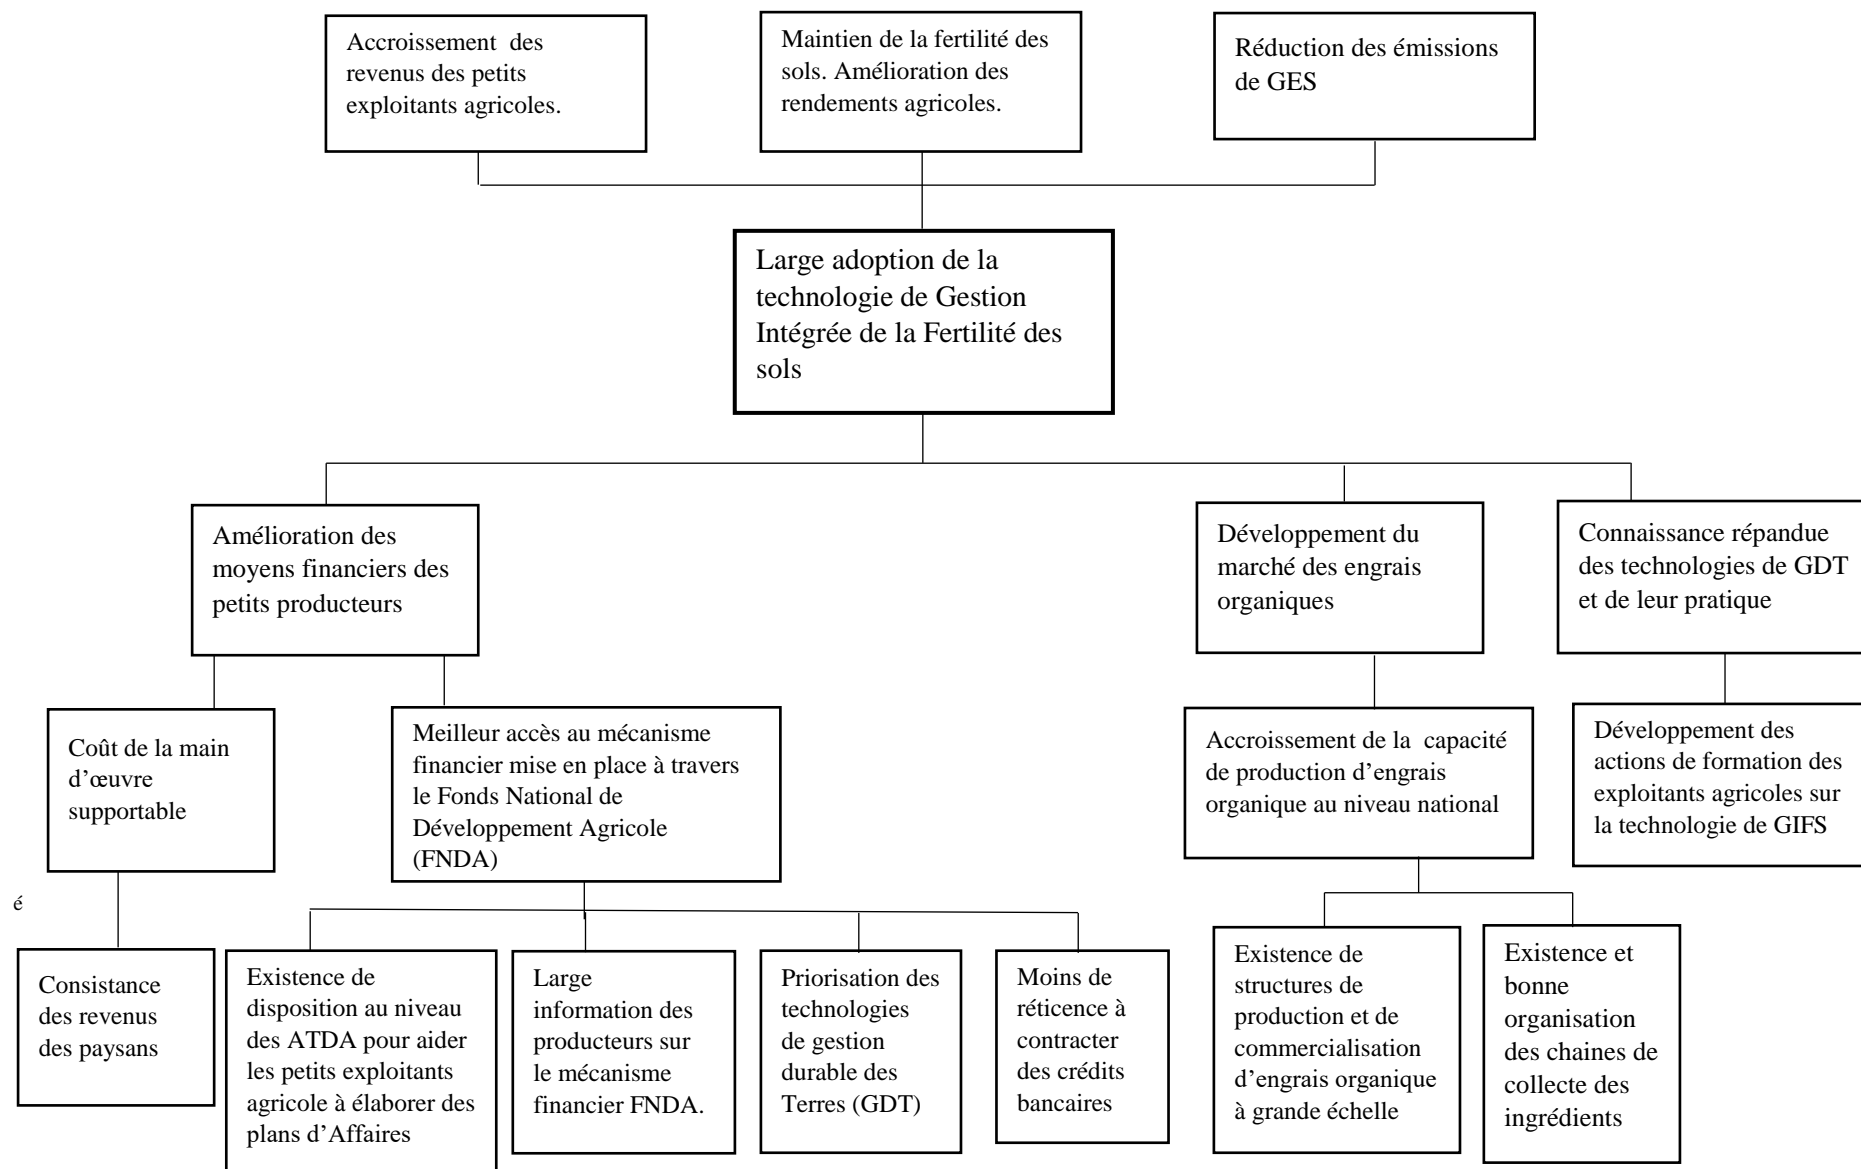 Accroissement des
revenus des petits
exploitants agricoles.
Maintien de la fertilité des
sols. Amélioration des
rendements agricoles.
Réduction des émissions
de GES
Large adoption de la
technologie de Gestion
Intégrée de la Fertilité des
sols
Amélioration des
moyens financiers des
petits producteurs
Développement du
marché des engrais
organiques
Connaissance répandue
des technologies de GDT
et de leur pratique
Coût de la main
d’œuvre
supportable
Meilleur accès au mécanisme
financier mise en place à travers
le Fonds National de
Développement Agricole
(FNDA)
Accroissement de la capacité
de production d’engrais
organique au niveau national
Développement des
actions de formation des
exploitants agricoles sur
la technologie de GIFS
é
Consistance
des revenus
des paysans
Existence de
disposition au niveau
des ATDA pour aider
les petits exploitants
agricole à élaborer des
plans d’Affaires
Large
information des
producteurs sur
le mécanisme
financier FNDA.
Priorisation des
technologies
de gestion
durable des
Terres (GDT)
Moins de
réticence à
contracter
des crédits
bancaires
Existence de
structures de
production et de
commercialisation
d’engrais organique
à grande échelle
Existence et
bonne
organisation
des chaines de
collecte des
ingrédients